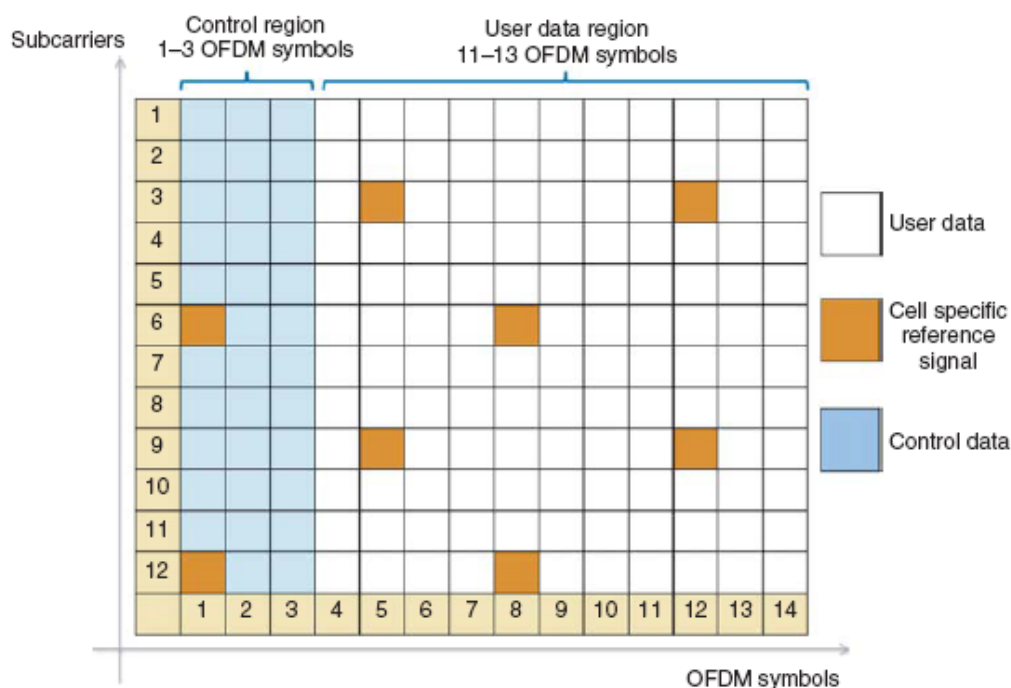 Subcarriers
Control region
1–3 OFDM symbols
User data region
11–13 OFDM symbols
1
2
3
4
5
6
7
8
9
10
11
12
1 2 3 4 5 6 7 8 9 10 11 12 13 14
OFDM symbols
User data
Cell specific
reference
signal
Control data